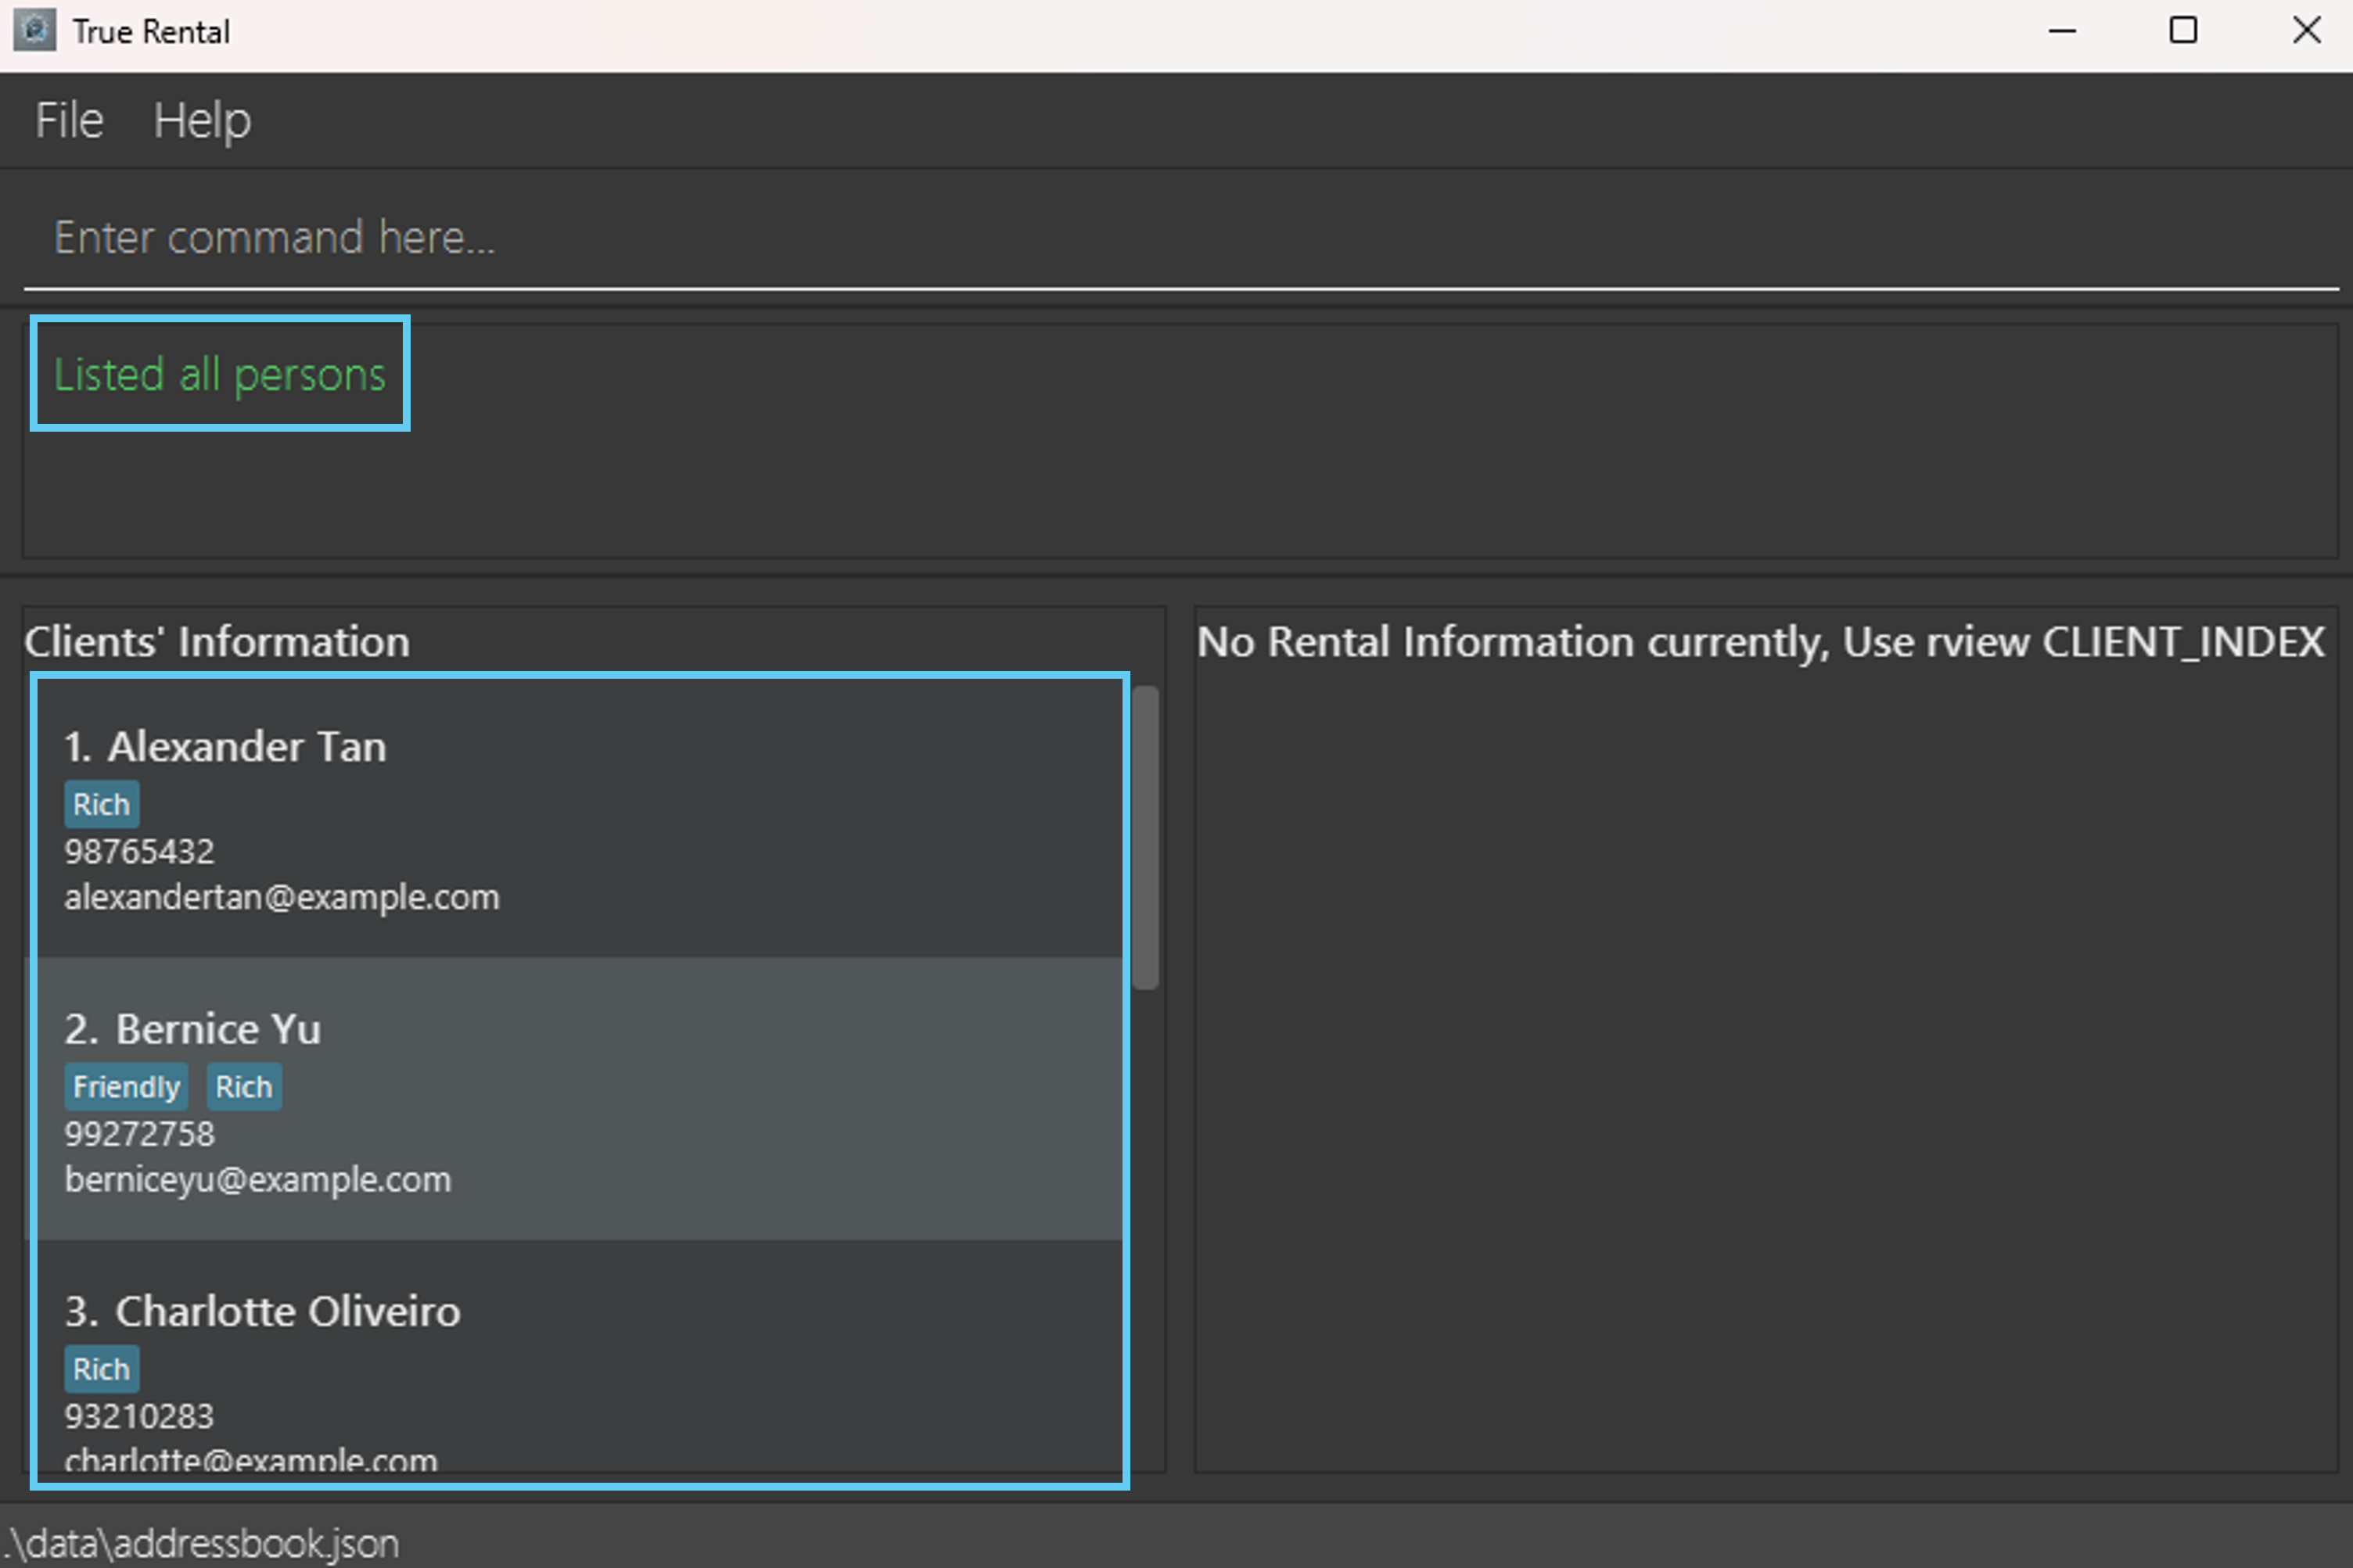 True Rental
File Help
Enter command here...
Listed all persons
Clients' Information
1. Alexander Tan
Rich
98765432
alexandertan@example.com
2. Bernice Yu
Friendly Rich
99272758
berniceyu@example.com
3. Charlotte Oliveiro
Rich
93210283
charlotte@example.com
No Rental Information currently, Use rview CLIENT_INDEX
.\data\addressbook.json